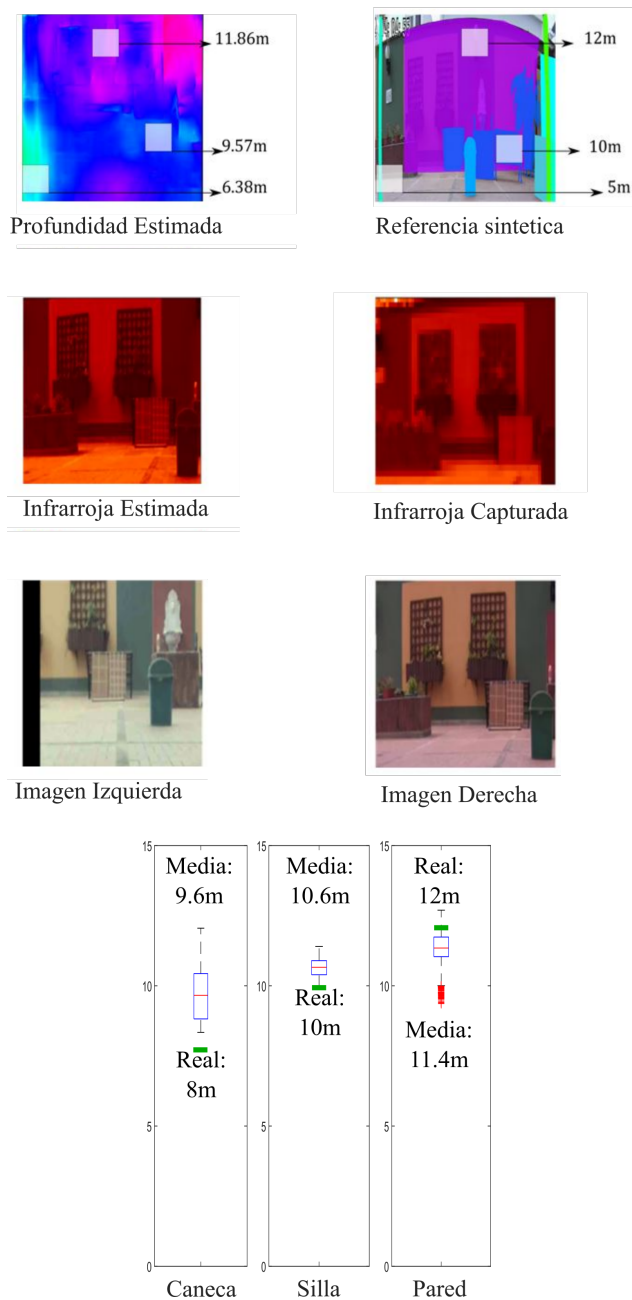 11.86m
9.57m
6.38m
Profundidad Estimada
12m
10m
5m
Referencia sintetica
Infrarroja Estimada
Infrarroja Capturada
Imagen Izquierda
Imagen Derecha
15
10
5
0
Media:
9.6m
Real:
8m
Caneca
15
10
5
0
Media:
10.6m
Real:
10m
Silla
15
10
5
0
Real:
12m
Media:
11.4m
Pared